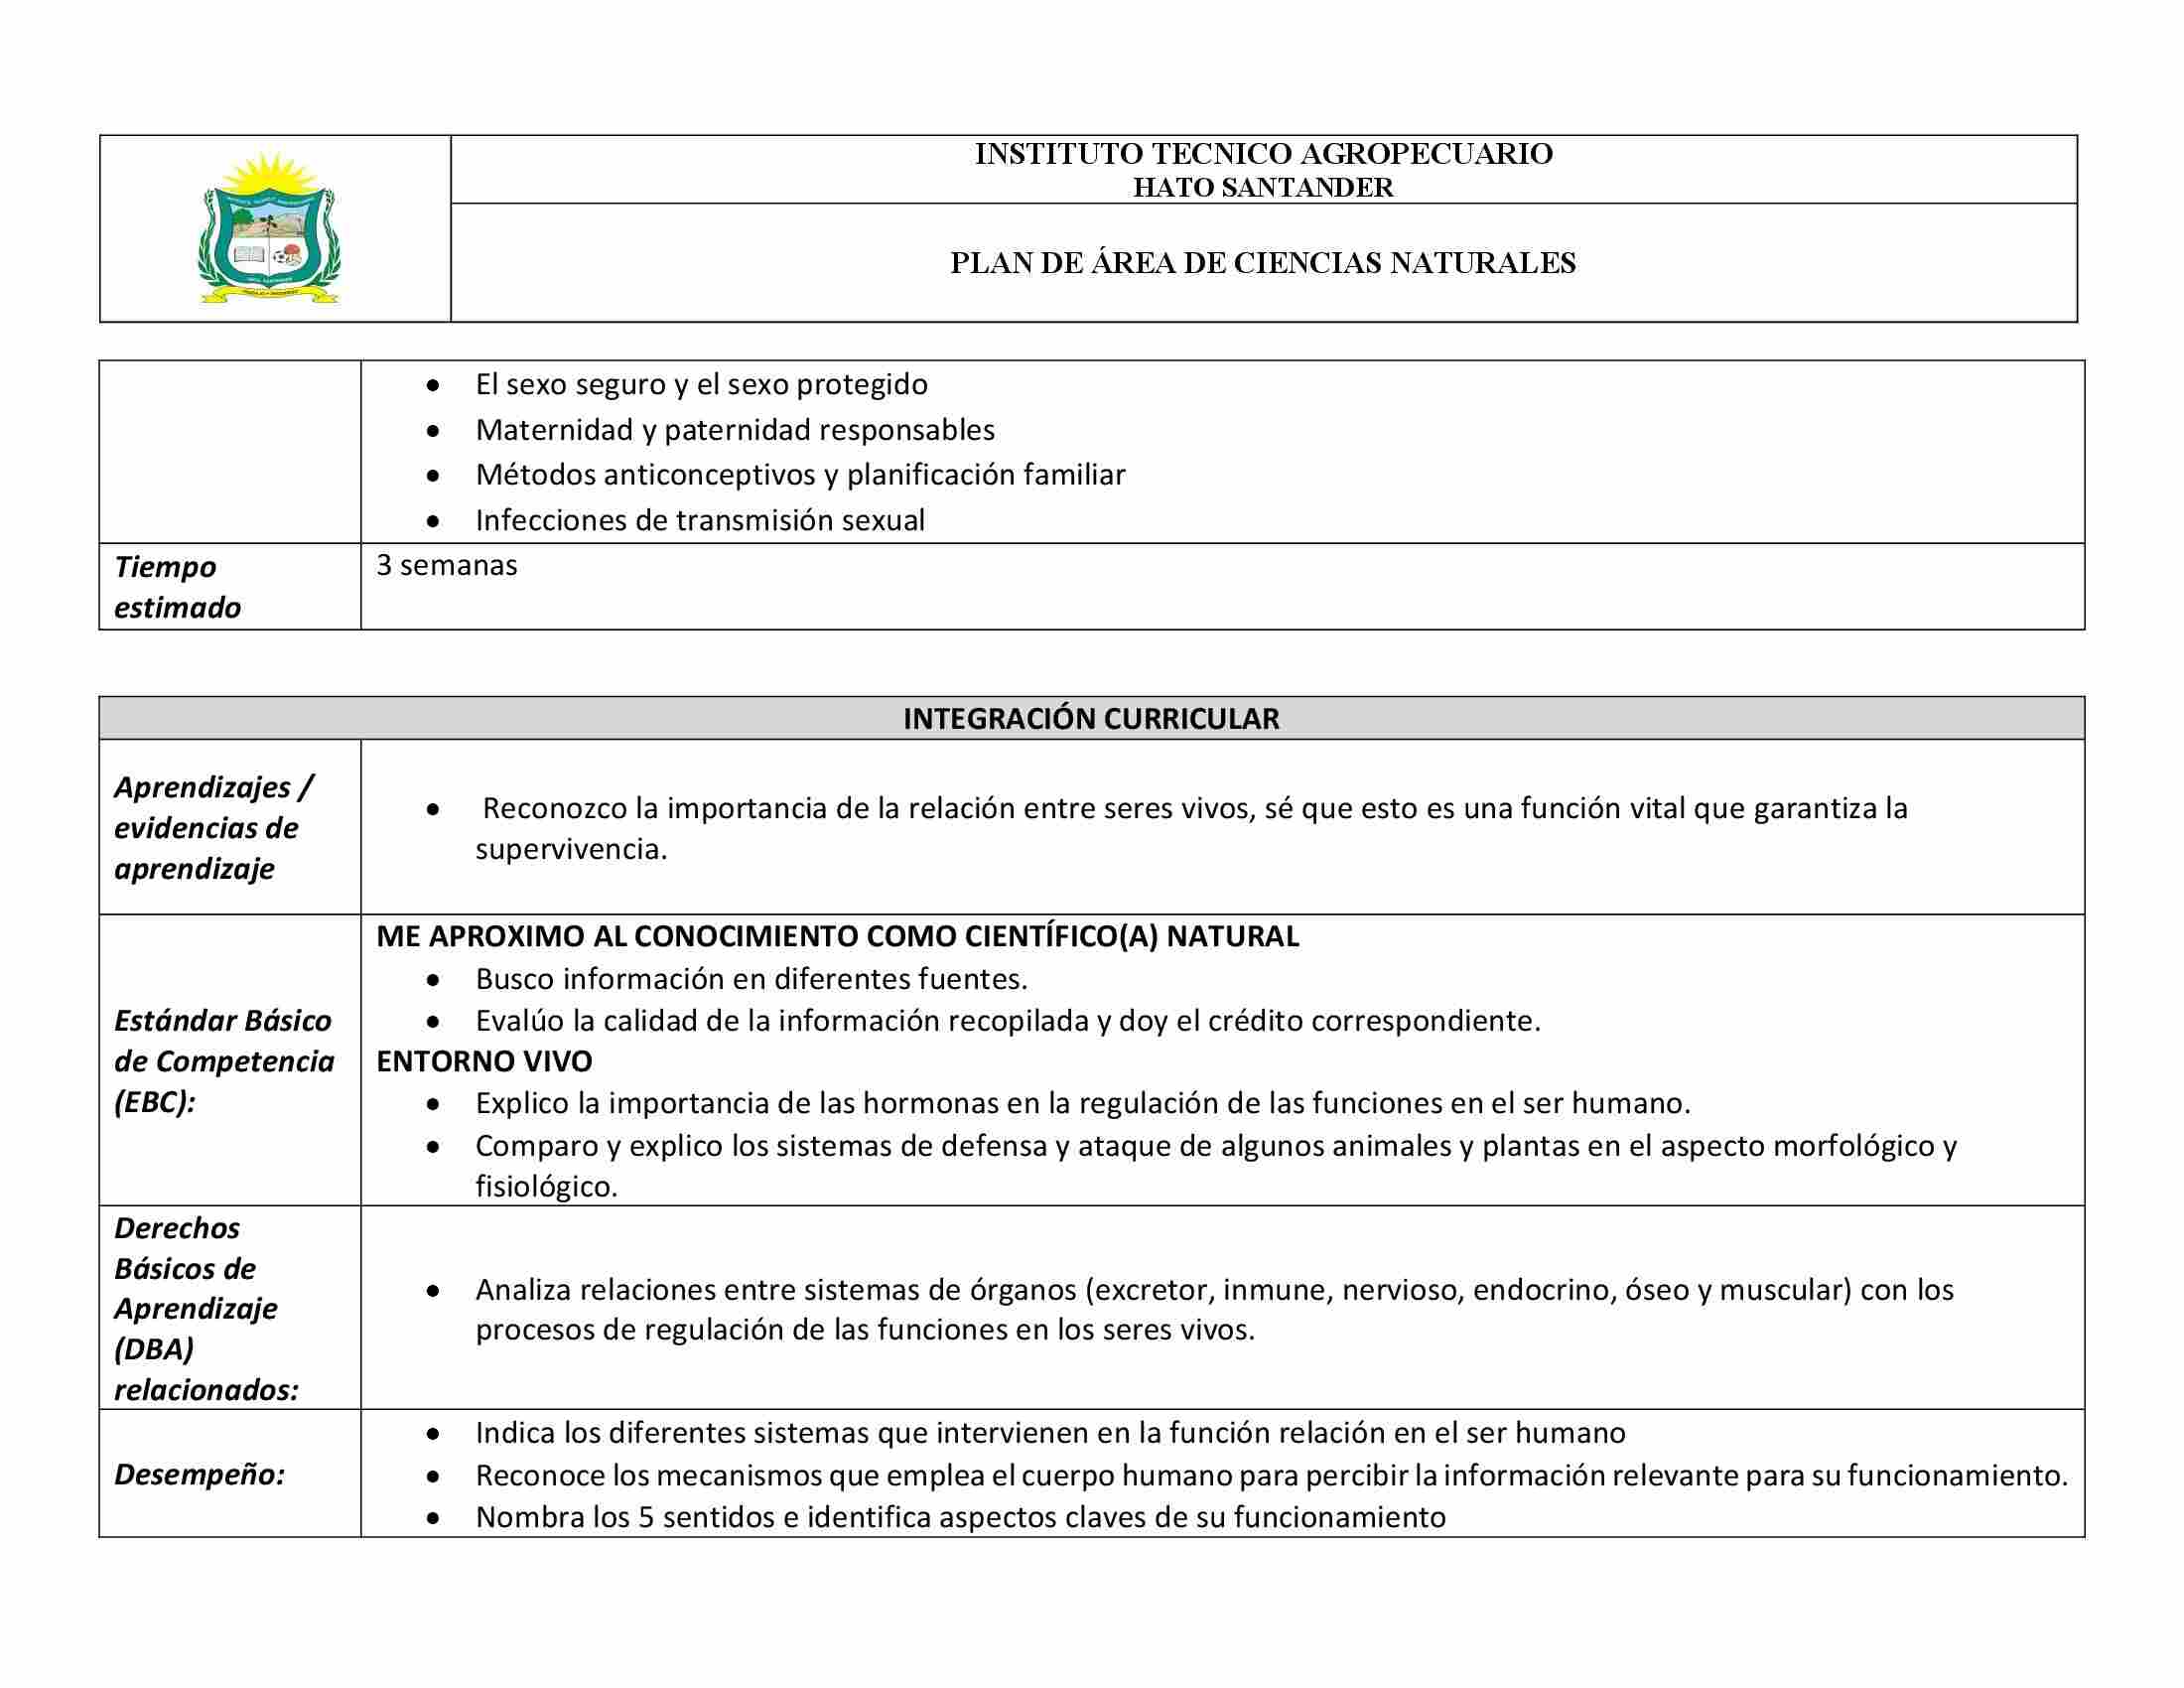 INSTITUTO TECNICO AGROPECUARIO
HATO SANTANDER
PLAN DE ÁREA DE CIENCIAS NATURALES
• El sexo seguro y el sexo protegido
• Maternidad y paternidad responsables
• Métodos anticonceptivos y planificación familiar
• Infecciones de transmisión sexual
Tiempo
estimado
3 semanas
INTEGRACIÓN CURRICULAR
Aprendizajes /
evidencias de
aprendizaje
• Reconozco la importancia de la relación entre seres vivos, sé que esto es una función vital que garantiza la
supervivencia.
Estándar Básico
de Competencia
(EBC):
ME APROXIMO AL CONOCIMIENTO COMO CIENTÍFICO(A) NATURAL
• Busco información en diferentes fuentes.
• Evalúo la calidad de la información recopilada y doy el crédito correspondiente.
ENTORNO VIVO
• Explico la importancia de las hormonas en la regulación de las funciones en el ser humano.
• Comparo y explico los sistemas de defensa y ataque de algunos animales y plantas en el aspecto morfológico y
fisiológico.
Derechos
Básicos de
Aprendizaje
(DBA)
relacionados:
• Analiza relaciones entre sistemas de órganos (excretor, inmune, nervioso, endocrino, óseo y muscular) con los
procesos de regulación de las funciones en los seres vivos.
Desempeño:
• Indica los diferentes sistemas que intervienen en la función relación en el ser humano
• Reconoce los mecanismos que emplea el cuerpo humano para percibir la información relevante para su funcionamiento.
• Nombra los 5 sentidos e identifica aspectos claves de su funcionamiento